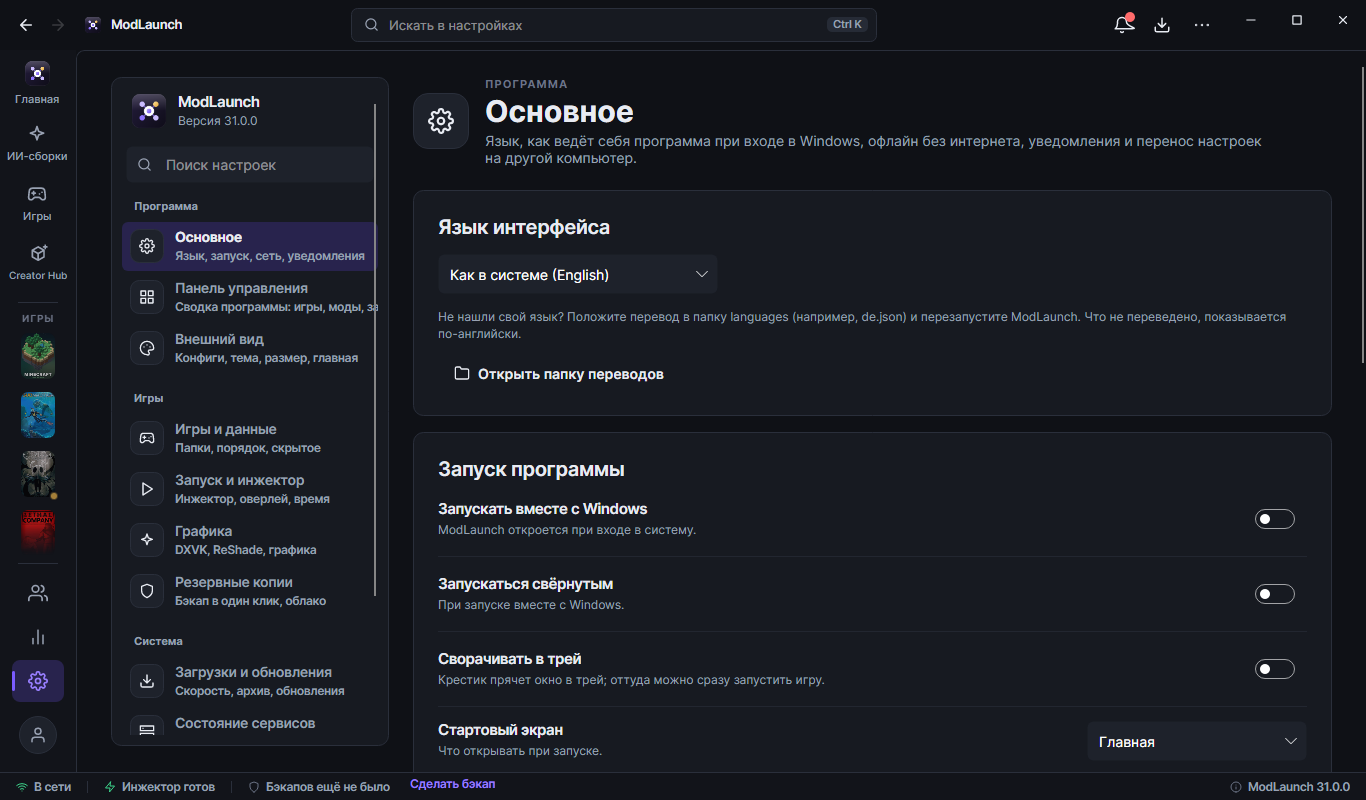 ModLaunch
Искать в настройках
Ctrl K
Главная
ИИ-сборки
Игры
Creator Hub
ИГРЫ
MINECRAFT
LETHAL
COMPANY
ModLaunch
Версия 31.0.0
Поиск настроек
Программа
Основное
Язык, запуск, сеть, уведомления
Панель управления
Сводка программы: игры, моды, за
Внешний вид
Конфиги, тема, размер, главная
Игры
Игры и данные
Папки, порядок, скрытое
Запуск и инжектор
Инжектор, оверлей, время
Графика
DXVK, ReShade, графика
Резервные копии
Бэкап в один клик, облако
Система
Загрузки и обновления
Скорость, архив, обновления
Состояние сервисов
ПРОГРАММА
Основное
Язык, как ведёт себя программа при входе в Windows, офлайн без интернета, уведомления и перенос настроек
на другой компьютер.
Язык интерфейса
Как в системе (English)
Не нашли свой язык? Положите перевод в папку languages (например, de.json) и перезапустите ModLaunch. Что не переведено, показывается
по-английски.
Открыть папку переводов
Запуск программы
Запускать вместе с Windows
ModLaunch откроется при входе в систему.
Запускаться свёрнутым
При запуске вместе с Windows.
Сворачивать в трей
Крестик прячет окно в трей; оттуда можно сразу запустить игру.
Стартовый экран
Что открывать при запуске.
Главная
В сети
Инжектор готов
Бэкапов ещё не было
Сделать бэкап
ModLaunch 31.0.0